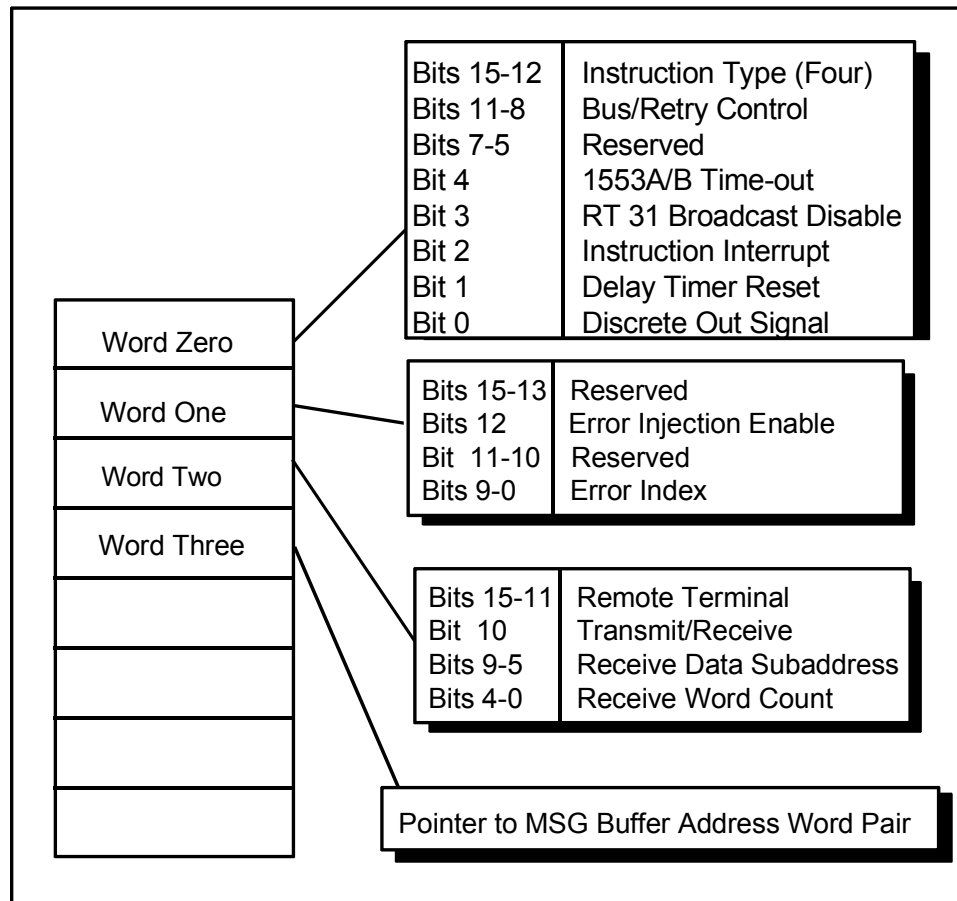 Bits 15-12 Instruction Type (Four)
Bits 11-8 Bus/Retry Control
Bits 7-5 Reserved
Bit 4 1553A/B Time-out
Bit 3 RT 31 Broadcast Disable
Bit 2 Instruction Interrupt
Bit 1 Delay Timer Reset
Bit 0 Discrete Out Signal
Word Zero
Word One
Word Two
Word Three
Bits 15-13 Reserved
Bits 12 Error Injection Enable
Bit 11-10 Reserved
Bits 9-0 Error Index
Bits 15-11 Remote Terminal
Bit 10 Transmit/Receive
Bits 9-5 Receive Data Subaddress
Bits 4-0 Receive Word Count
Pointer to MSG Buffer Address Word Pair